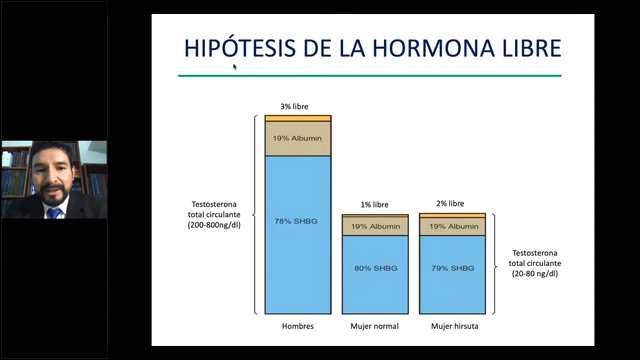 HIPÓTESIS DE LA HORMONA LIBRE
3% libre
19% Albumin
78% SHBG
Hombres
Testosterona
total circulante
(200-800ng/dl)
1% libre
19% Albumin
80% SHBG
Mujer normal
2% libre
19% Albumin
79% SHBG
Mujer hirsuta
Testosterona
total circulante
(20-80 ng/dl)